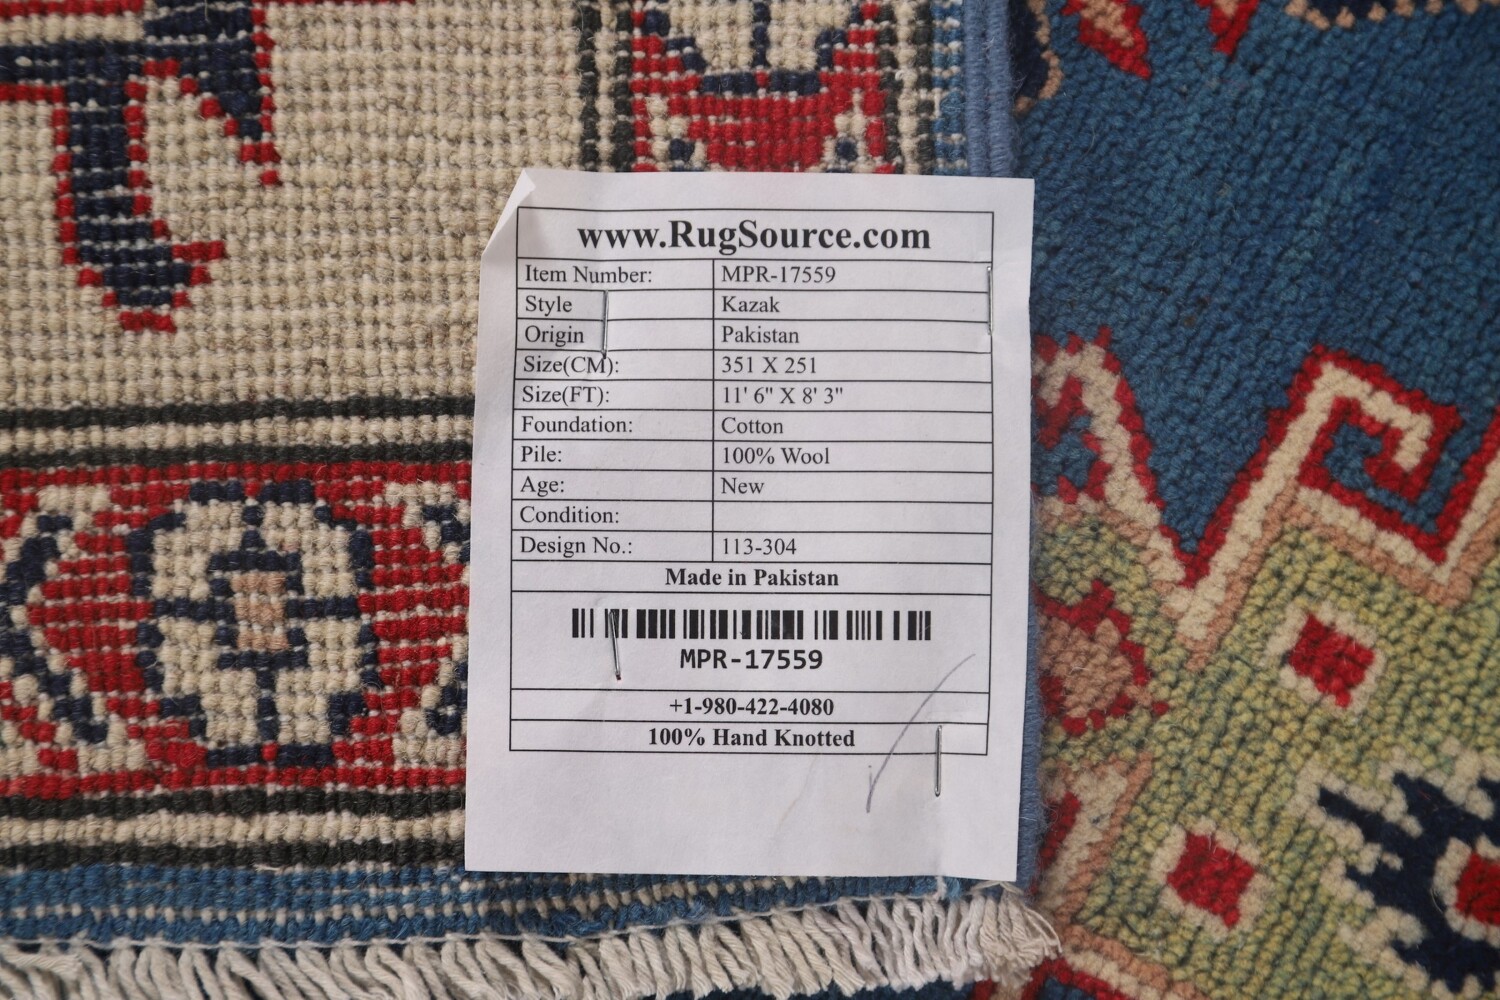 www.RugSource.com
Item Number: MPR-17559
Style Kazak
Origin Pakistan
Size(CM): 351 X 251
Size(FT): 11' 6" X 8' 3"
Foundation: Cotton
Pile: 100% Wool
Age: New
Condition:
Design No.: 113-304
Made in Pakistan
MPR-17559
+1-980-422-4080
100% Hand Knotted